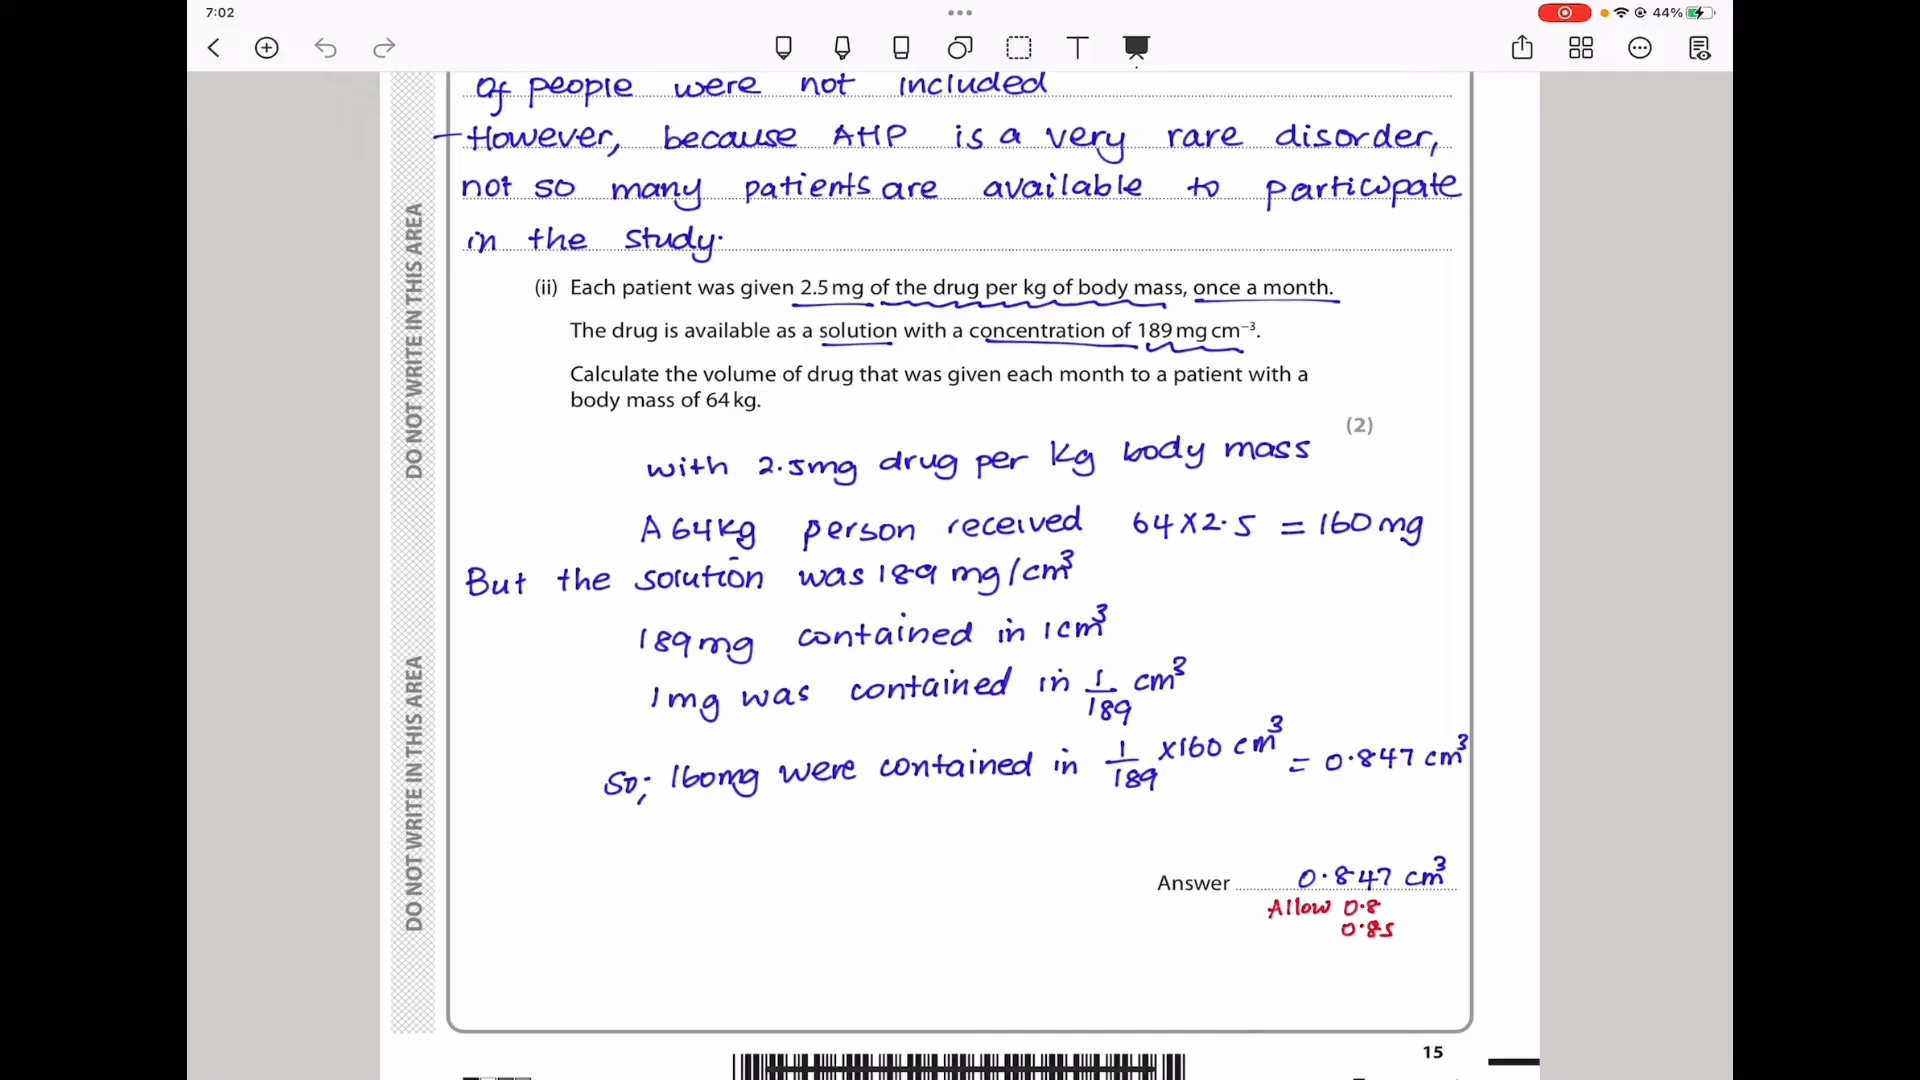 7:02
44%
of people were not included
- However, because AHP is a very rare disorder,
not so many patients are available to participate
in the study.
(ii) Each patient was given 2.5 mg of the drug per kg of body mass, once a month.
The drug is available as a solution with a concentration of 189 mg cm⁻³.
Calculate the volume of drug that was given each month to a patient with a
body mass of 64 kg.
(2)
with 2.5mg drug per kg body mass
A 64kg person received 64 × 2.5 = 160 mg
But the solution was 189 mg/cm³
189mg contained in 1cm³
1mg was contained in 1/189 cm³
So; 160mg were contained in 1/189 ×160 cm³ = 0.847 cm³
Answer 0.847 cm³
Allow 0.8
0.85
15
DO NOT WRITE IN THIS AREA
DO NOT WRITE IN THIS AREA